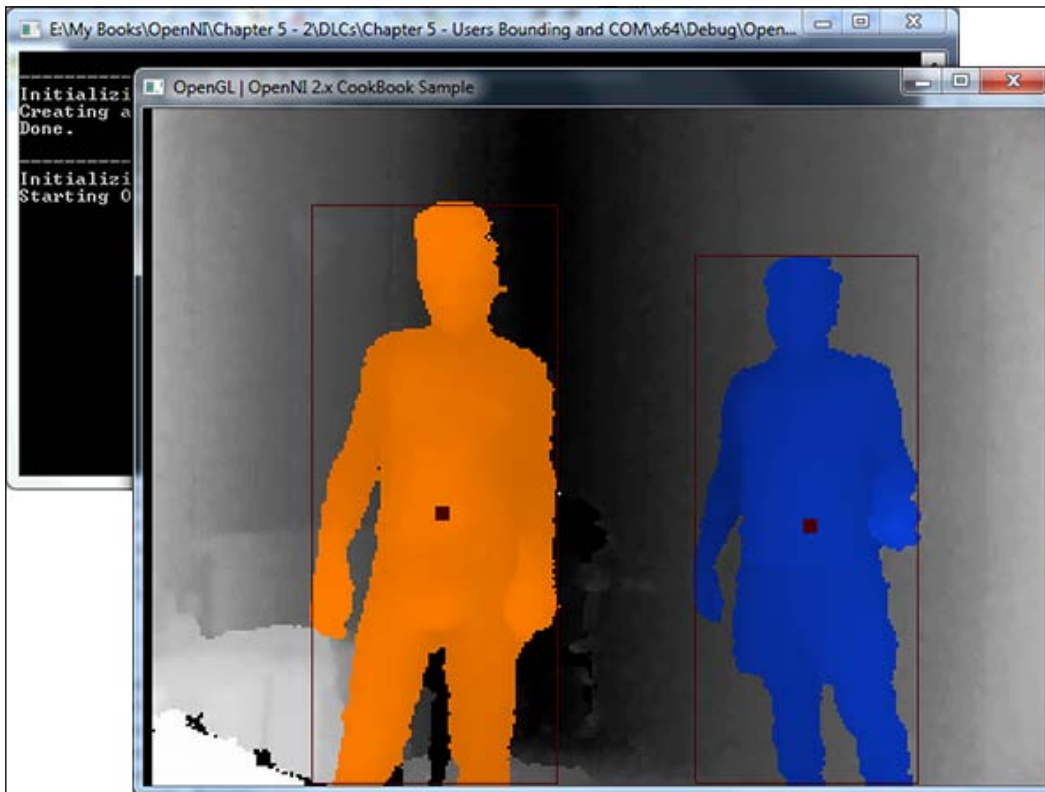 E:\My Books\OpenNI\Chapter 5 - 2\DLCs\Chapter 5 - Users Bounding and COM\x64\Debug\Open...
OpenGL | OpenNI 2.x CookBook Sample
Initializi
Creating a
Done.
Initializi
Starting O